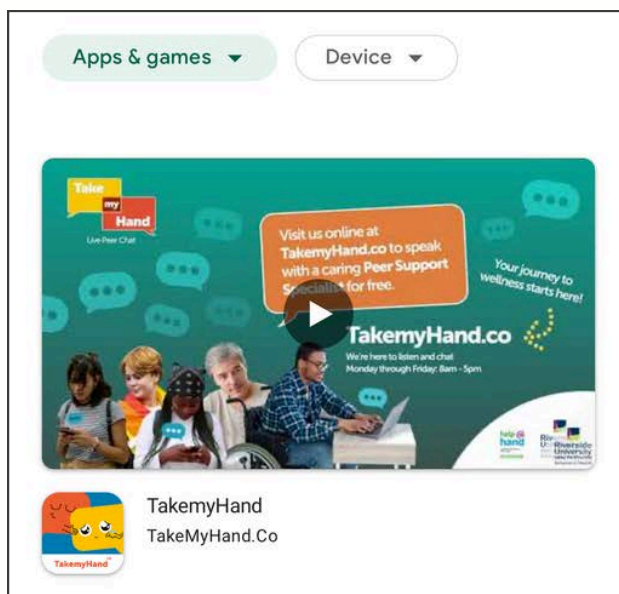 Apps & games
Device
Take
my
Hand
Live Peer Chat
Visit us online at
TakemyHand.co to speak
with a caring Peer Support
Specialist for free.
Your journey to
wellness starts here!
TakemyHand.co
We're here to listen and chat
Monday through Friday: 8am - 5pm
help @
hand
Riverside
University
TakemyHand
TakeMyHand.Co
TakemyHand